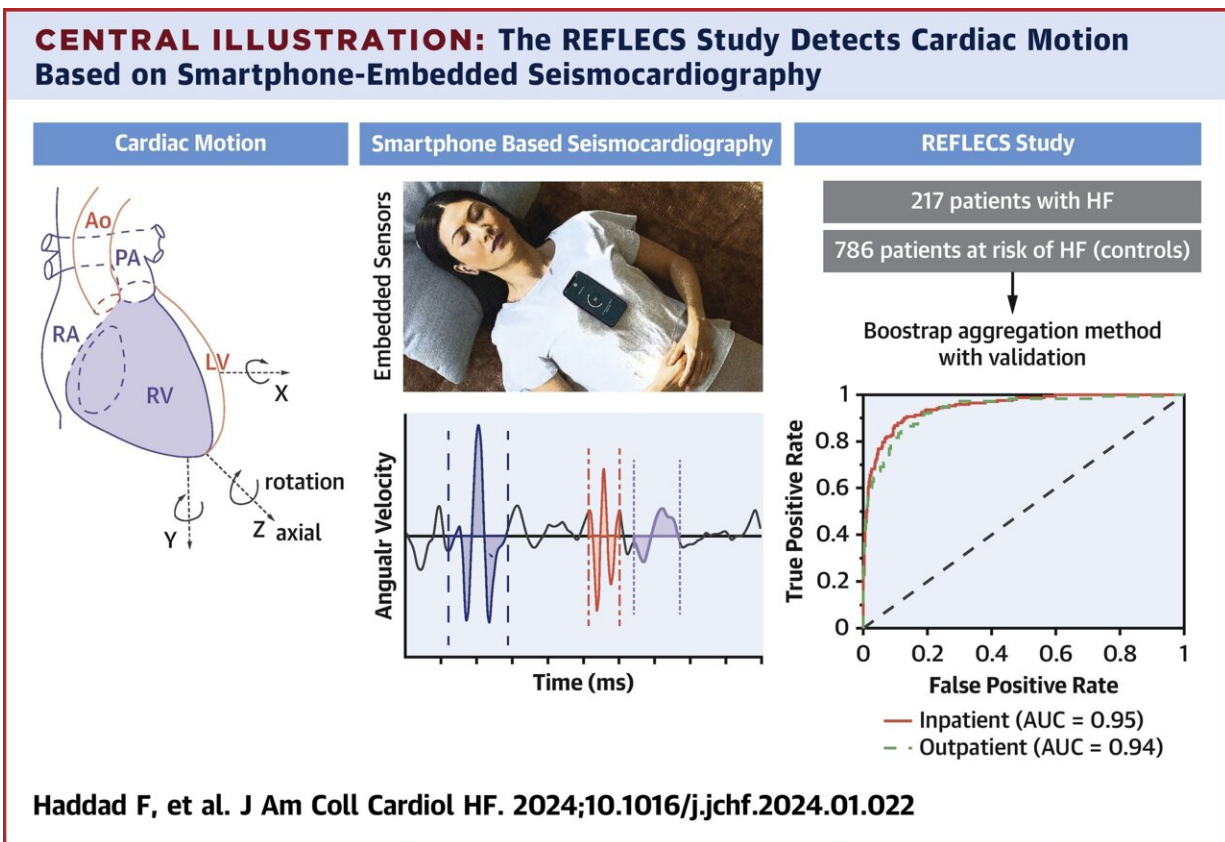 CENTRAL ILLUSTRATION: The REFLECS Study Detects Cardiac Motion
Based on Smartphone-Embedded Seismocardiography
Cardiac Motion
Ao
PA
RA
LV
RV
X
rotation
Z axial
Y
Smartphone Based Seismocardiography
Embedded Sensors
Angualr Velocity
Time (ms)
REFLECS Study
217 patients with HF
786 patients at risk of HF (controls)
Boostrap aggregation method
with validation
True Positive Rate
1
0.8
0.6
0.4
0.2
0
0 0.2 0.4 0.6 0.8 1
False Positive Rate
Inpatient (AUC = 0.95)
Outpatient (AUC = 0.94)
Haddad F, et al. J Am Coll Cardiol HF. 2024;10.1016/j.jchf.2024.01.022